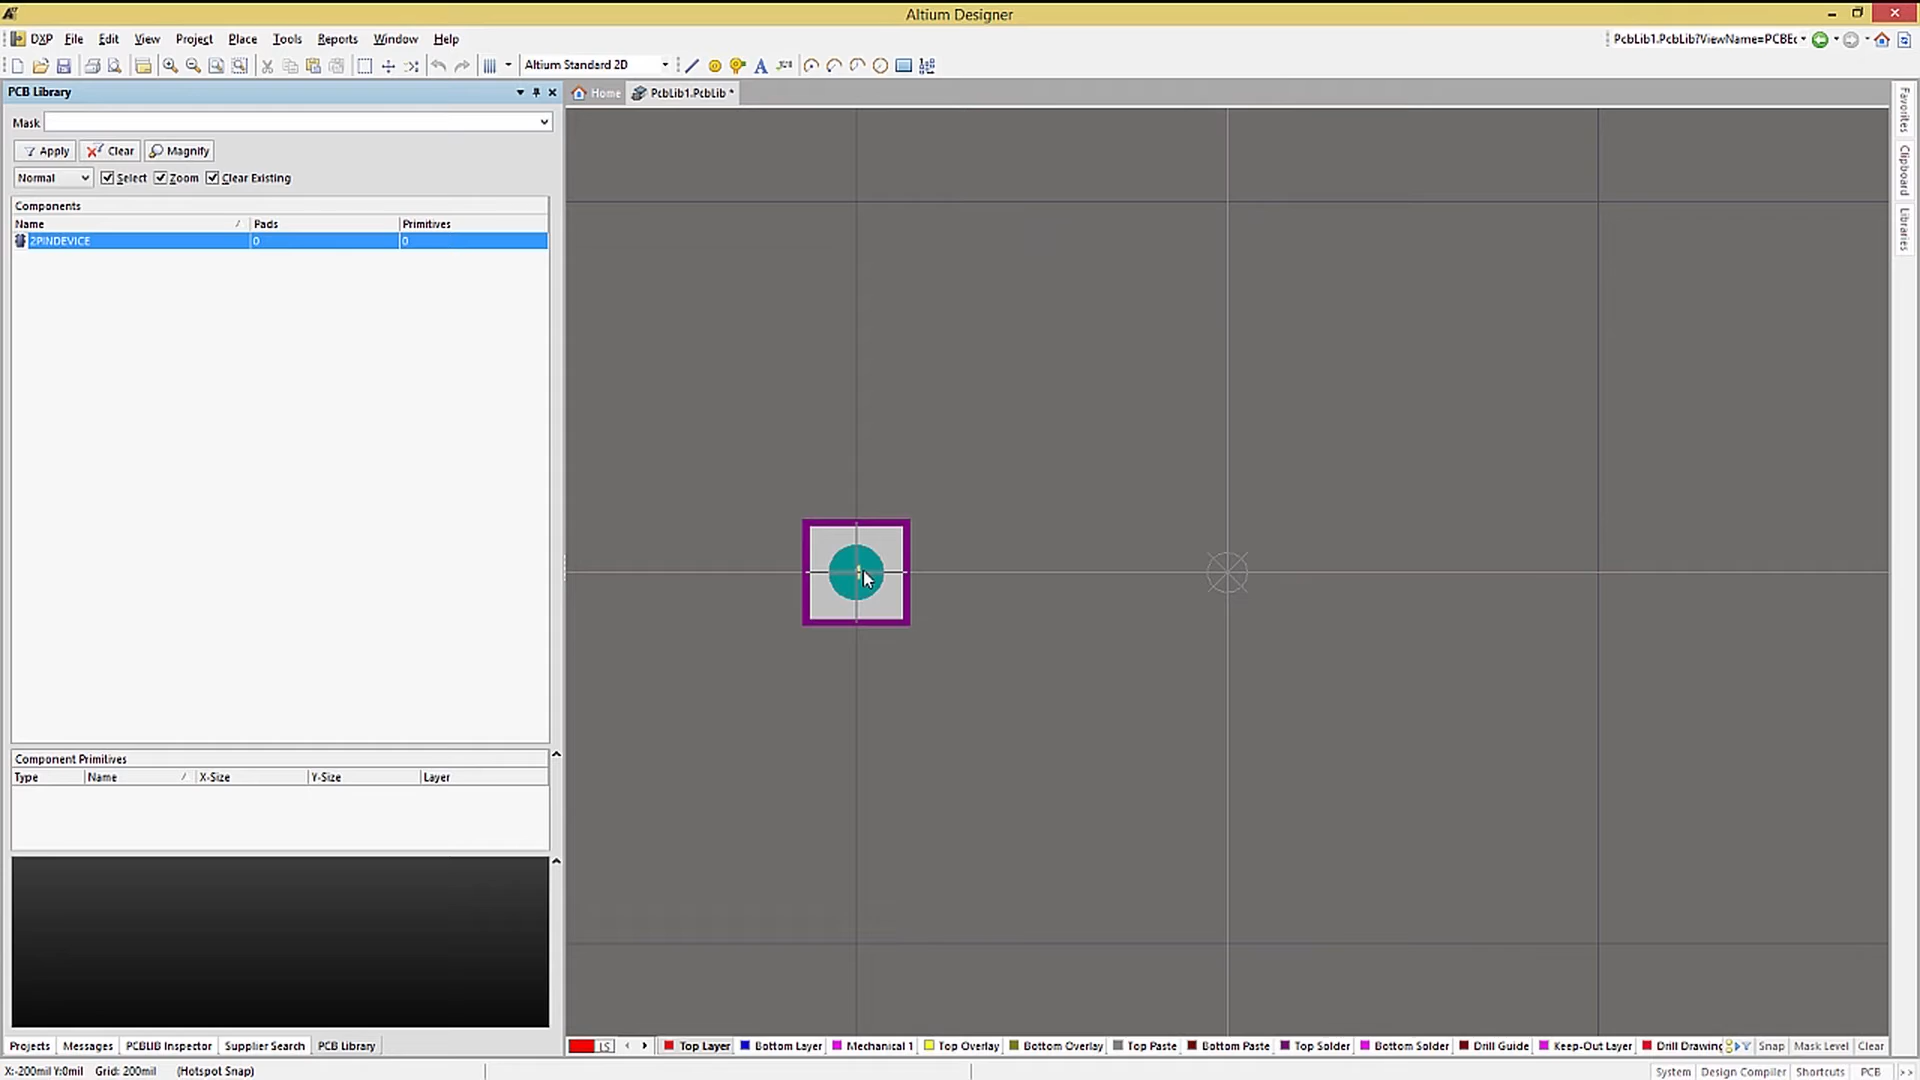 Altium Designer
DXP File Edit View Project Place Tools Reports Window Help
PcbLib1.PcbLib?ViewName=PCBEc
Altium Standard 2D
PCB Library
Home PcbLib1.PcbLib *
Mask
Apply Clear Magnify
Normal Select Zoom Clear Existing
Components
Name Pads Primitives
2PINDEVICE 0 0
Component Primitives
Type Name X-Size Y-Size Layer
Favorites
Clipboard
Libraries
Projects Messages PCBLIB Inspector Supplier Search PCB Library
LS Top Layer Bottom Layer Mechanical 1 Top Overlay Bottom Overlay Top Paste Bottom Paste Top Solder Bottom Solder Drill Guide Keep-Out Layer Drill Drawing Snap Mask Level Clear
X:-200mil Y:0mil Grid: 200mil (Hotspot Snap)
System Design Compiler Shortcuts PCB >>